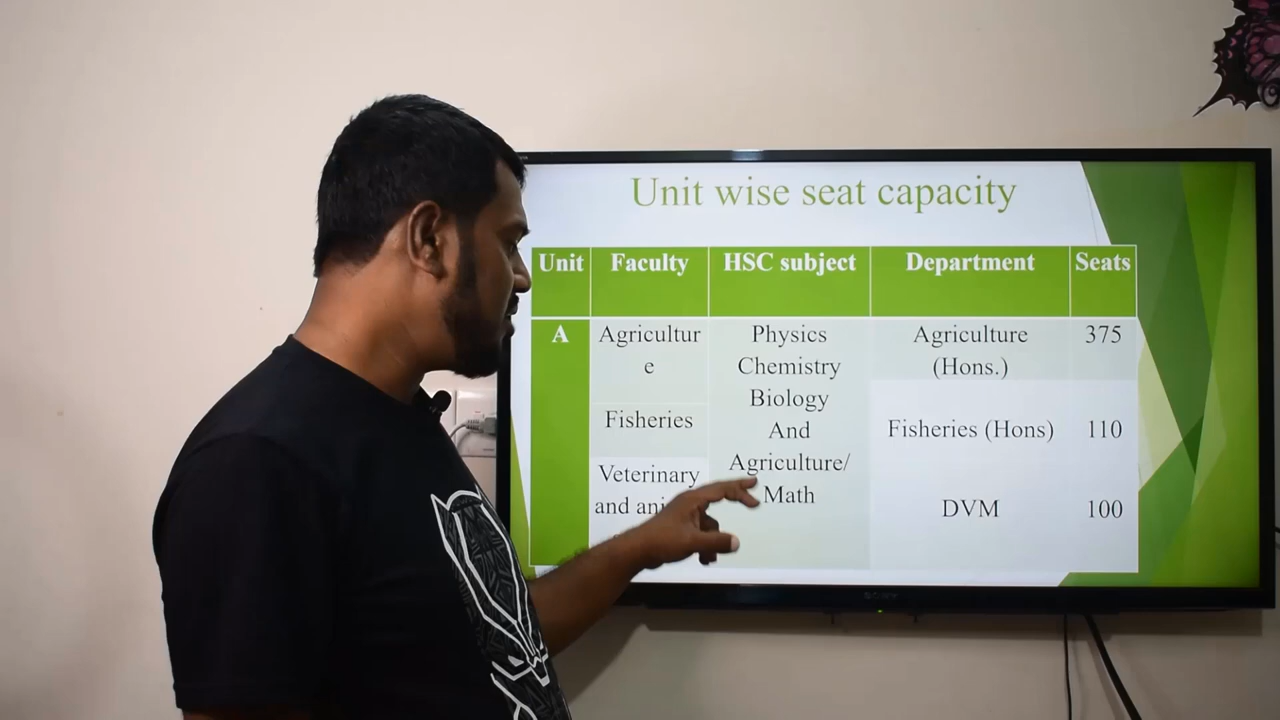 Unit wise seat capacity
Unit Faculty HSC subject Department Seats
A Agricultur Physics Agriculture 375
e Chemistry (Hons.)
Biology
Fisheries And Fisheries (Hons) 110
Agriculture/
Veterinary Math DVM 100
and
SONY